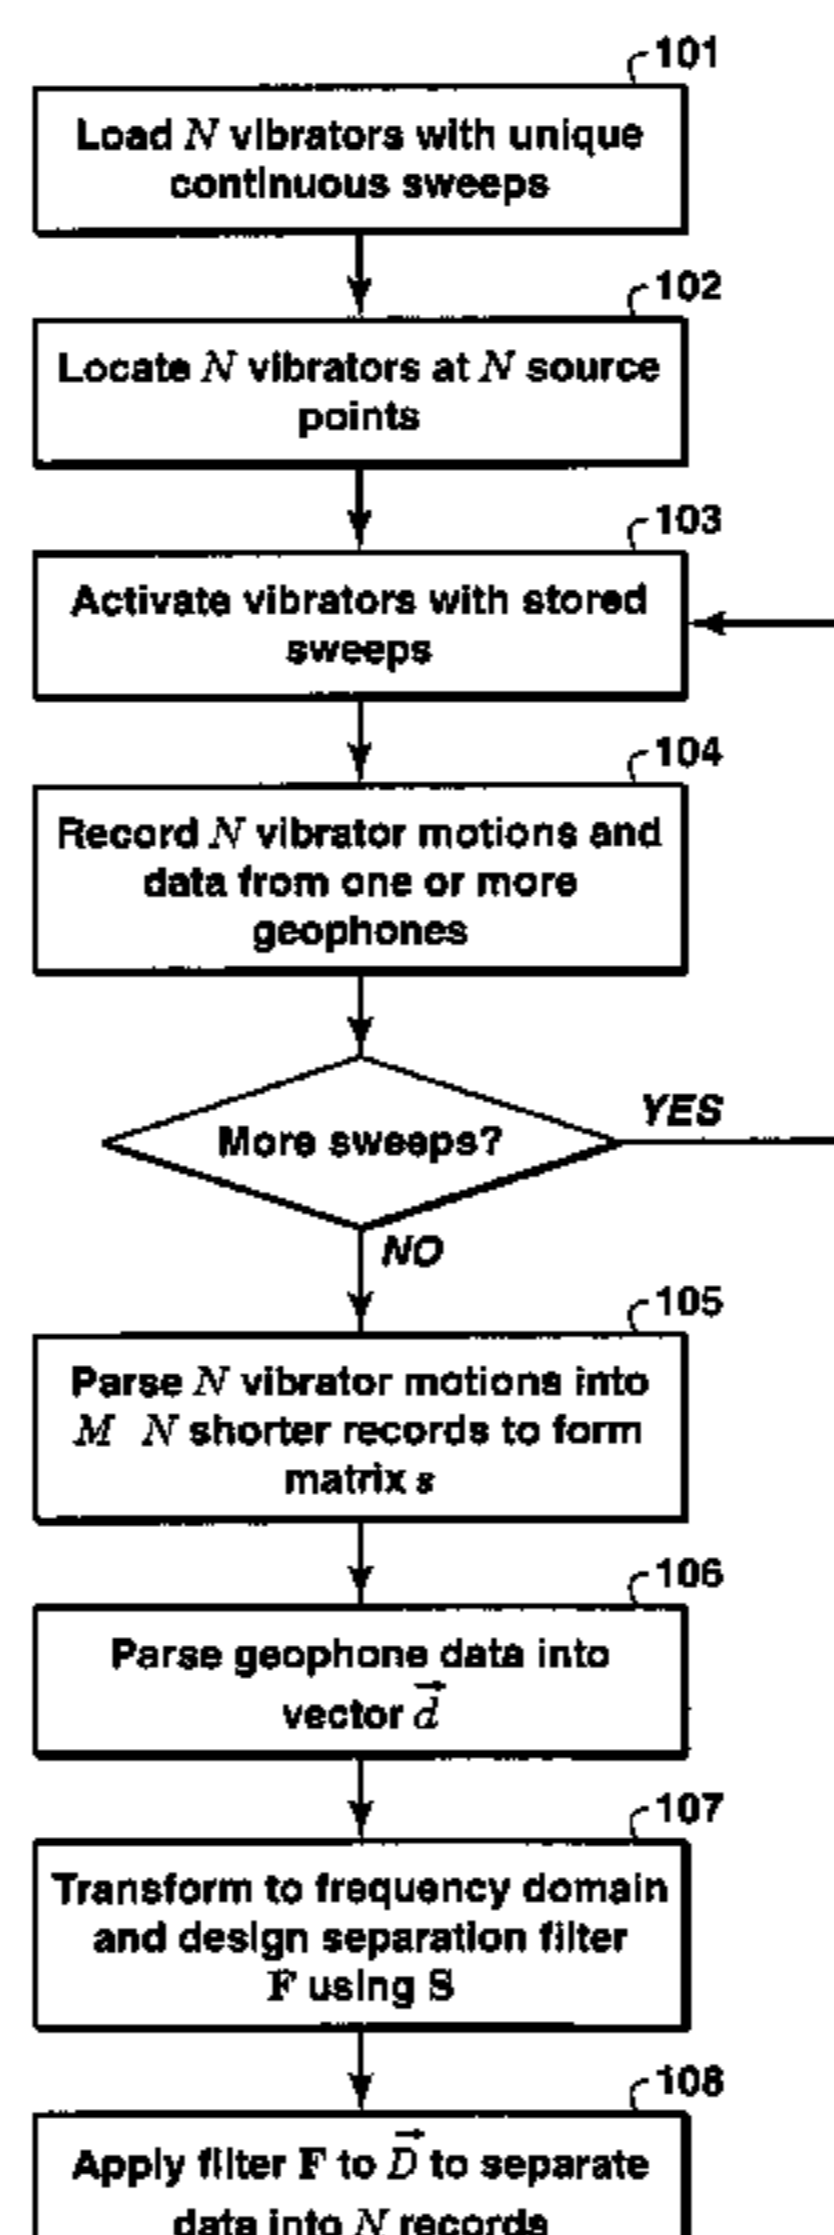 101
Load N vibrators with unique
continuous sweeps
102
Locate N vibrators at N source
points
103
Activate vibrators with stored
sweeps
104
Record N vibrator motions and
data from one or more
geophones
More sweeps?
YES
NO
105
Parse N vibrator motions into
M N shorter records to form
matrix s
106
Parse geophone data into
vector d⃗
107
Transform to frequency domain
and design separation filter
F using S
108
Apply filter F to D⃗ to separate
data into N records